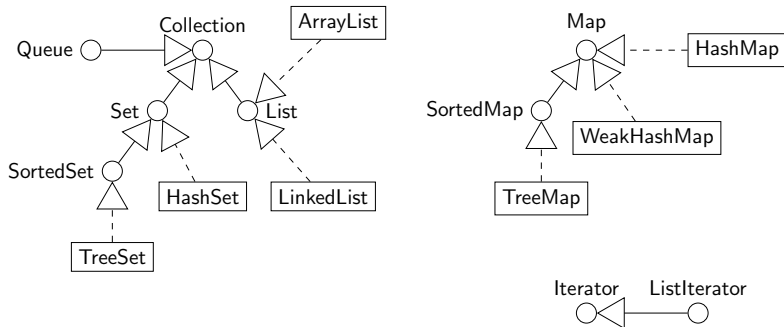 ArrayList
Collection
Queue
Set
List
SortedSet
HashSet
LinkedList
TreeSet
Map
HashMap
SortedMap
WeakHashMap
TreeMap
Iterator
ListIterator